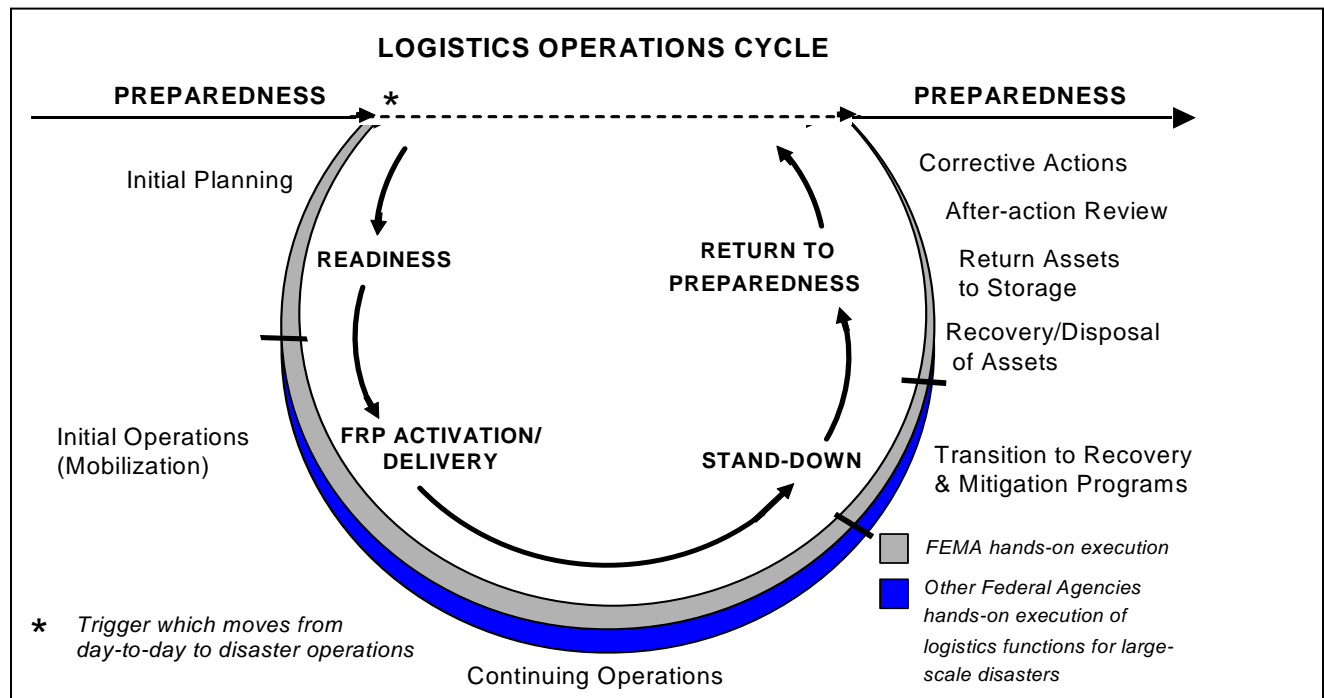 LOGISTICS OPERATIONS CYCLE
PREPAREDNESS
*
PREPAREDNESS
Initial Planning
READINESS
Initial Operations
(Mobilization)
FRP ACTIVATION/
DELIVERY
Continuing Operations
STAND-DOWN
RETURN TO
PREPAREDNESS
Corrective Actions
After-action Review
Return Assets
to Storage
Recovery/Disposal
of Assets
Transition to Recovery
& Mitigation Programs
FEMA hands-on execution
Other Federal Agencies
hands-on execution of
logistics functions for large-
scale disasters
* Trigger which moves from
day-to-day to disaster operations